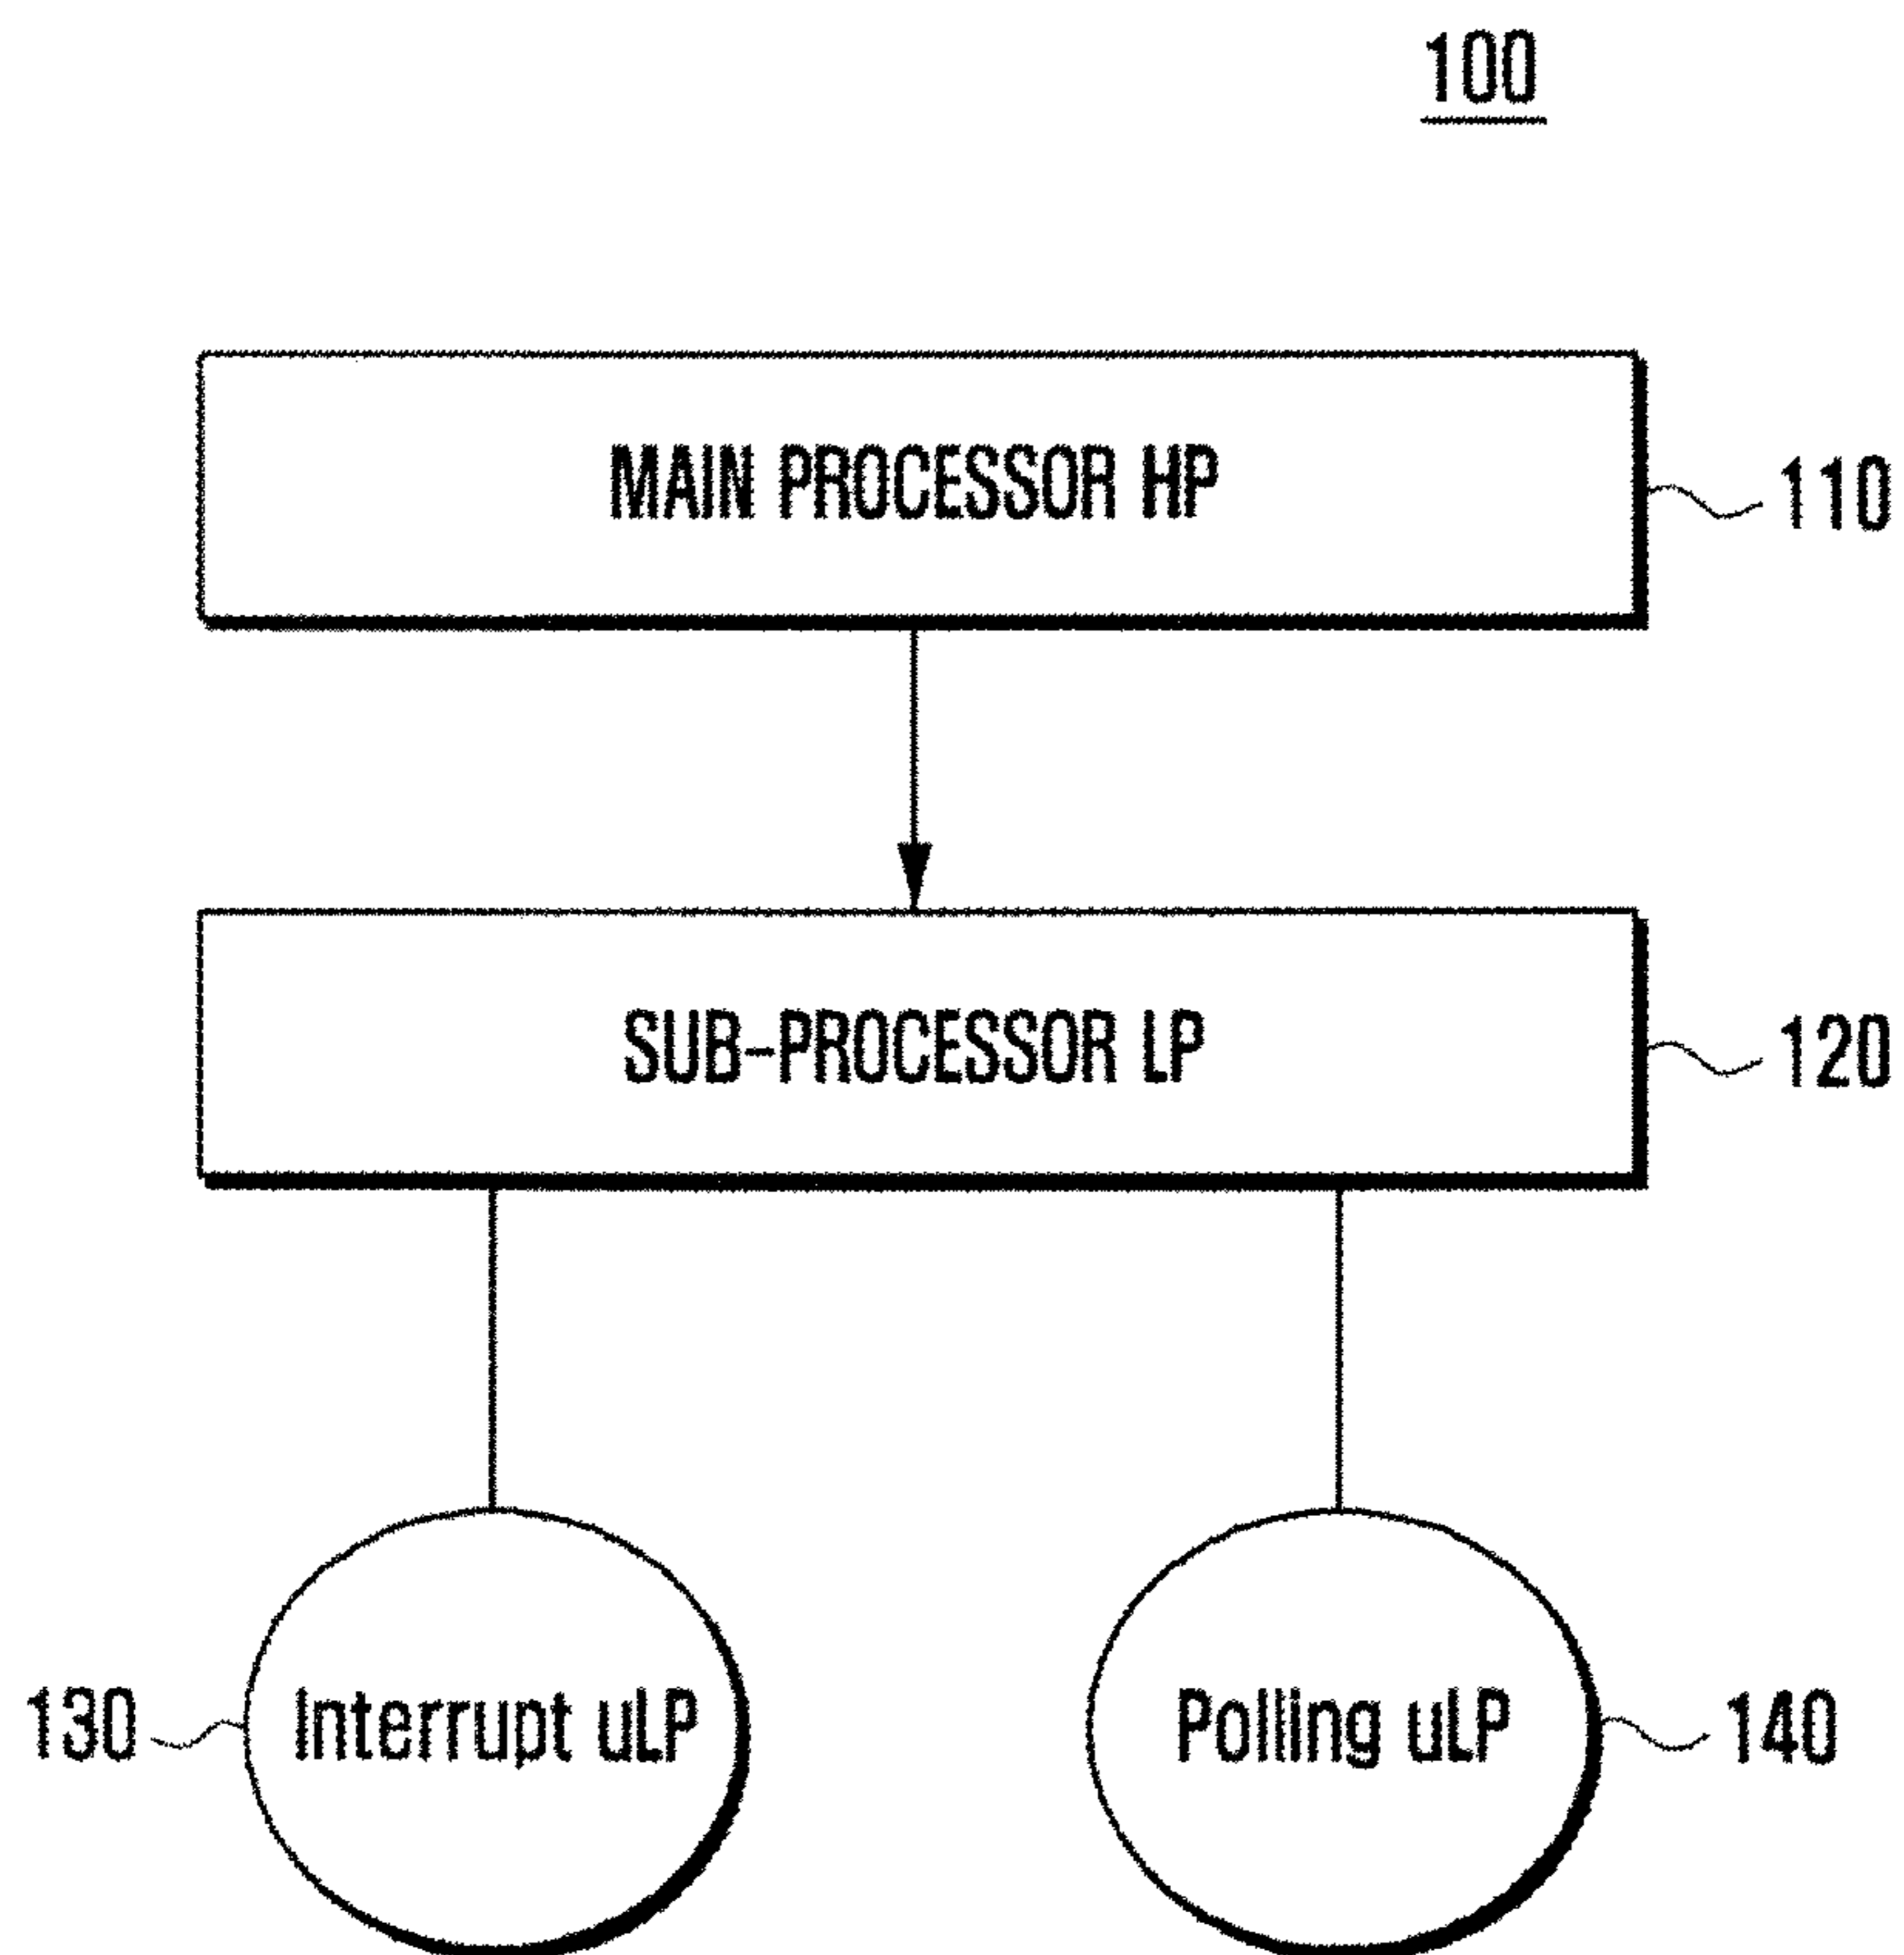 100
MAIN PROCESSOR HP
110
SUB-PROCESSOR LP
120
130
Interrupt uLP
Polling uLP
140